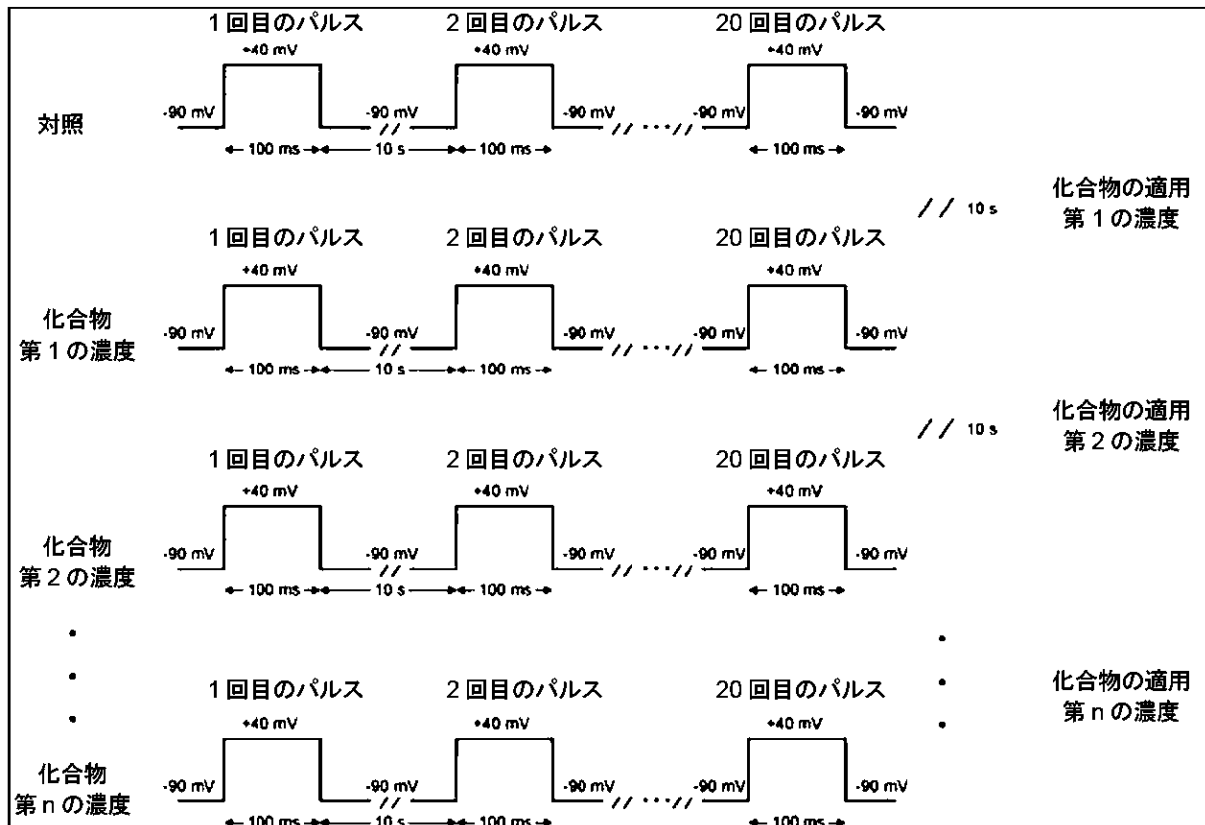 1回目のパルス 2回目のパルス 20回目のパルス
+40 mV +40 mV +40 mV
対照 -90 mV -90 mV -90 mV -90 mV -90 mV
100 ms 10 s 100 ms 100 ms
10 s 化合物の適用
第1の濃度
1回目のパルス 2回目のパルス 20回目のパルス
+40 mV +40 mV +40 mV
化合物
第1の濃度
-90 mV -90 mV -90 mV -90 mV -90 mV
100 ms 10 s 100 ms 100 ms
10 s 化合物の適用
第2の濃度
1回目のパルス 2回目のパルス 20回目のパルス
+40 mV +40 mV +40 mV
化合物
第2の濃度
-90 mV -90 mV -90 mV -90 mV -90 mV
100 ms 10 s 100 ms 100 ms
化合物の適用
第nの濃度
1回目のパルス 2回目のパルス 20回目のパルス
+40 mV +40 mV +40 mV
化合物
第nの濃度
-90 mV -90 mV -90 mV -90 mV -90 mV
100 ms 10 s 100 ms 100 ms